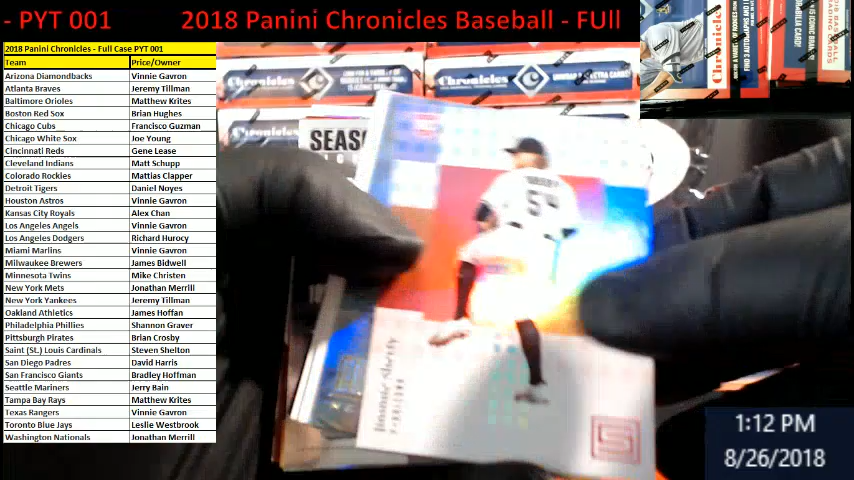 - PYT 001 2018 Panini Chronicles Baseball - FUll
2018 Panini Chronicles - Full Case PYT 001
Team Price/Owner
Arizona Diamondbacks Vinnie Gavron
Atlanta Braves Jeremy Tillman
Baltimore Orioles Matthew Krites
Boston Red Sox Brian Hughes
Chicago Cubs Francisco Guzman
Chicago White Sox Joe Young
Cincinnati Reds Gene Lease
Cleveland Indians Matt Schupp
Colorado Rockies Mattias Clapper
Detroit Tigers Daniel Noyes
Houston Astros Vinnie Gavron
Kansas City Royals Alex Chan
Los Angeles Angels Vinnie Gavron
Los Angeles Dodgers Richard Hurocy
Miami Marlins Vinnie Gavron
Milwaukee Brewers James Bidwell
Minnesota Twins Mike Christen
New York Mets Jonathan Merrill
New York Yankees Jeremy Tillman
Oakland Athletics James Hoffan
Philadelphia Phillies Shannon Graver
Pittsburgh Pirates Brian Crosby
Saint (St.) Louis Cardinals Steven Shelton
San Diego Padres David Harris
San Francisco Giants Bradley Hoffman
Seattle Mariners Jerry Bain
Tampa Bay Rays Matthew Krites
Texas Rangers Vinnie Gavron
Toronto Blue Jays Leslie Westbrook
Washington Nationals Jonathan Merrill
Chronicles
Chronicles
SEAS
54
S
Chronicles
1:12 PM
8/26/2018